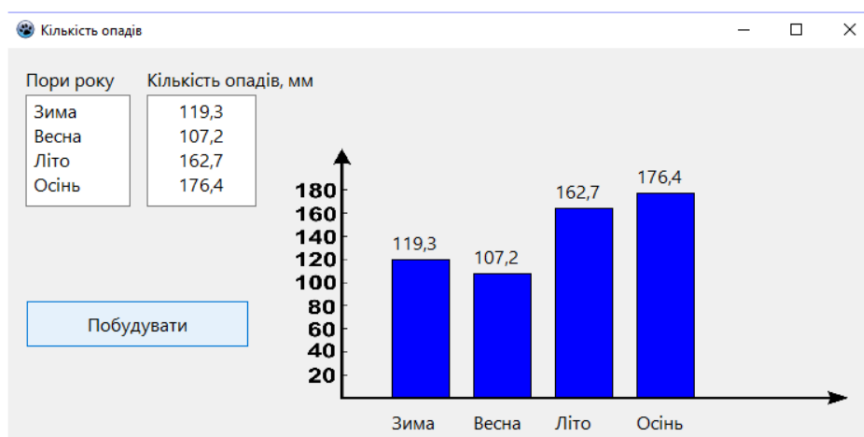 Кількість опадів
Пори року
Зима
Весна
Літо
Осінь
Кількість опадів, мм
119,3
107,2
162,7
176,4
Побудувати
180
160
140
120
100
80
60
40
20
119,3
107,2
162,7
176,4
Зима Весна Літо Осінь